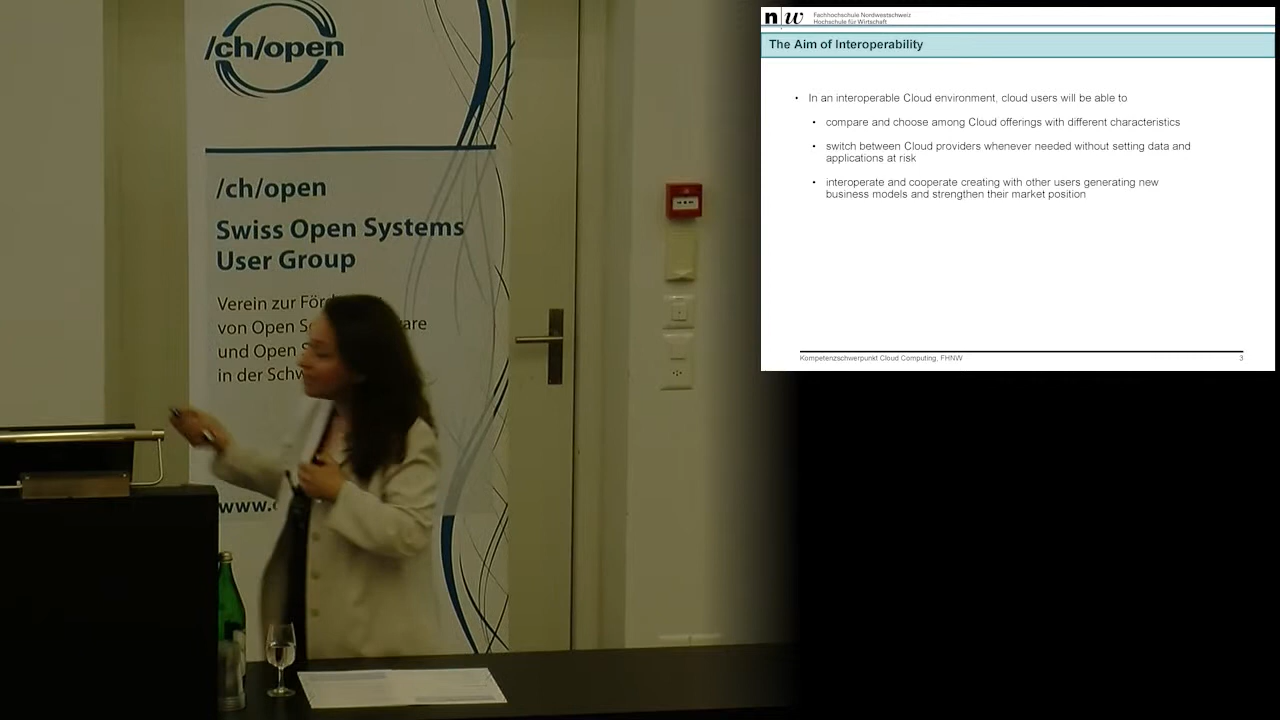 /ch/open
/ch/open
Swiss Open Systems
User Group
Verein zur
von Open
und Open
in der
www.
n w
Fachhochschule Nordwestschweiz
Hochschule für Wirtschaft
The Aim of Interoperability
• In an interoperable Cloud environment, cloud users will be able to
• compare and choose among Cloud offerings with different characteristics
• switch between Cloud providers whenever needed without setting data and
applications at risk
• interoperate and cooperate creating with other users generating new
business models and strengthen their market position
Kompetenzschwerpunkt Cloud Computing, FHNW
3